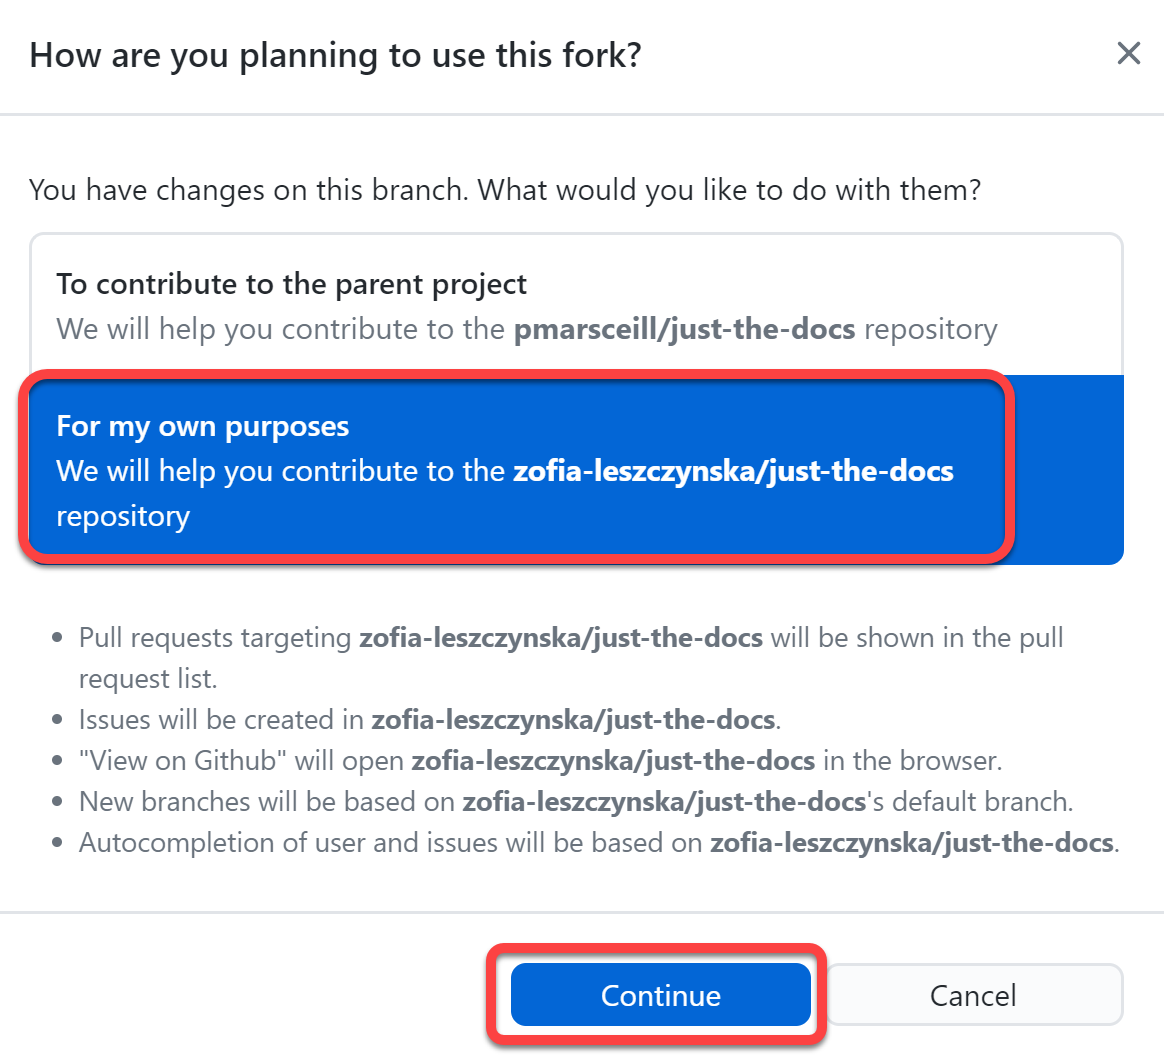 How are you planning to use this fork?
You have changes on this branch. What would you like to do with them?
To contribute to the parent project
We will help you contribute to the pmarsceill/just-the-docs repository
For my own purposes
We will help you contribute to the zofia-leszczynska/just-the-docs
repository
• Pull requests targeting zofia-leszczynska/just-the-docs will be shown in the pull
request list.
• Issues will be created in zofia-leszczynska/just-the-docs.
• "View on Github" will open zofia-leszczynska/just-the-docs in the browser.
• New branches will be based on zofia-leszczynska/just-the-docs's default branch.
• Autocompletion of user and issues will be based on zofia-leszczynska/just-the-docs.
Continue
Cancel